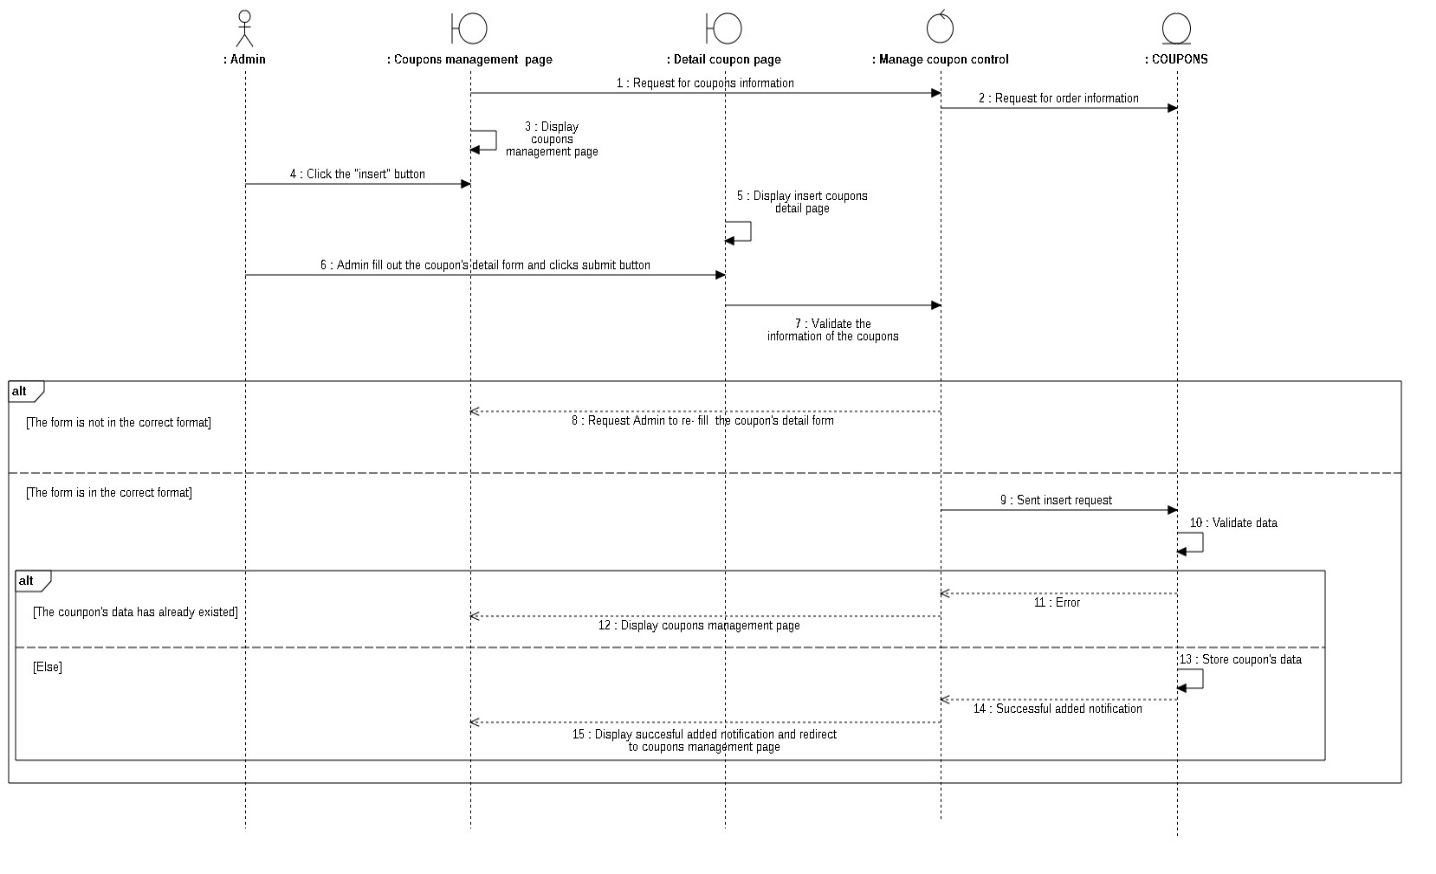 : Admin
: Coupons management  page
: Detail coupon page
: Manage coupon control
: COUPONS
1 : Request for coupons information
2 : Request for order information
3 : Display
coupons
management page
4 : Click the "insert" button
5 : Display insert coupons
detail page
6 : Admin fill out the coupon's detail form and clicks submit button
7 : Validate the
information of the coupons
alt
[The form is not in the correct format]
8 : Request Admin to re- fill  the coupon's detail form
[The form is in the correct format]
9 : Sent insert request
10 : Validate data
alt
[The counpon's data has already existed]
11 : Error
12 : Display coupons management page
[Else]
13 : Store coupon's data
14 : Successful added notification
15 : Display succesful added notification and redirect
to coupons management page